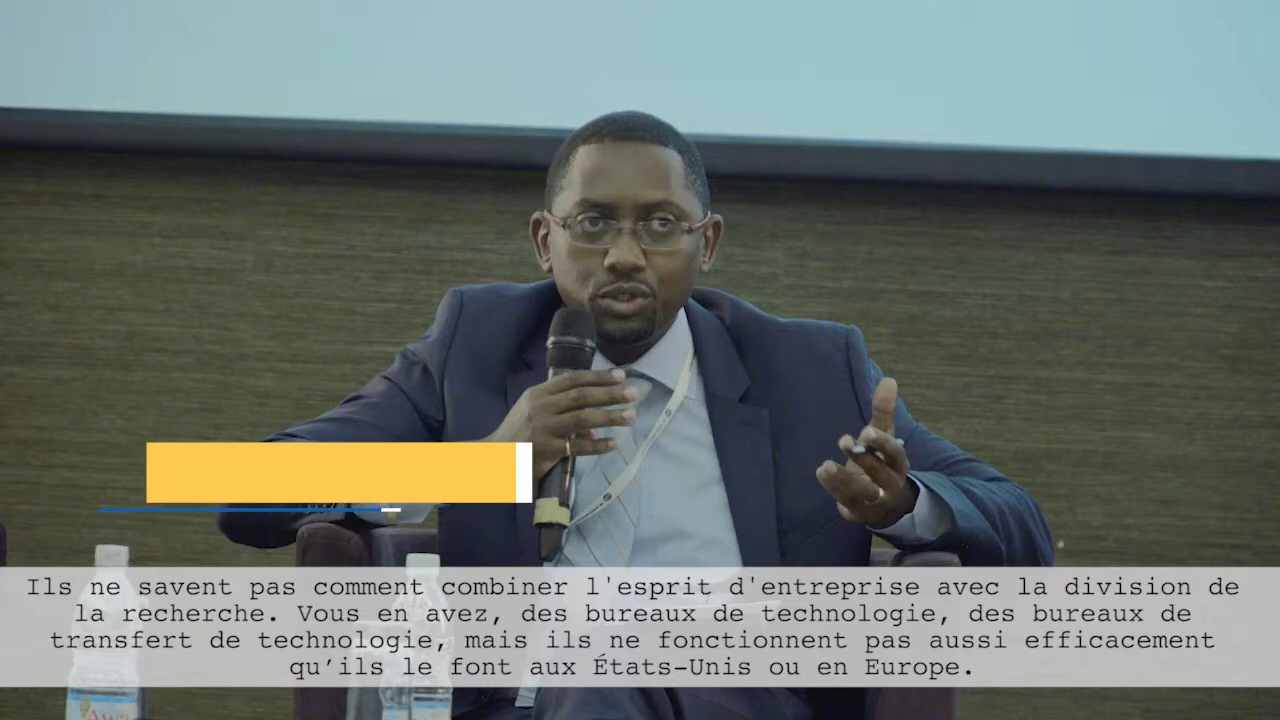 Ils ne savent pas comment combiner l'esprit d'entreprise avec la division de
la recherche. Vous en avez, des bureaux de technologie, des bureaux de
transfert de technologie, mais ils ne fonctionnent pas aussi efficacement
qu’ils le font aux États-Unis ou en Europe.